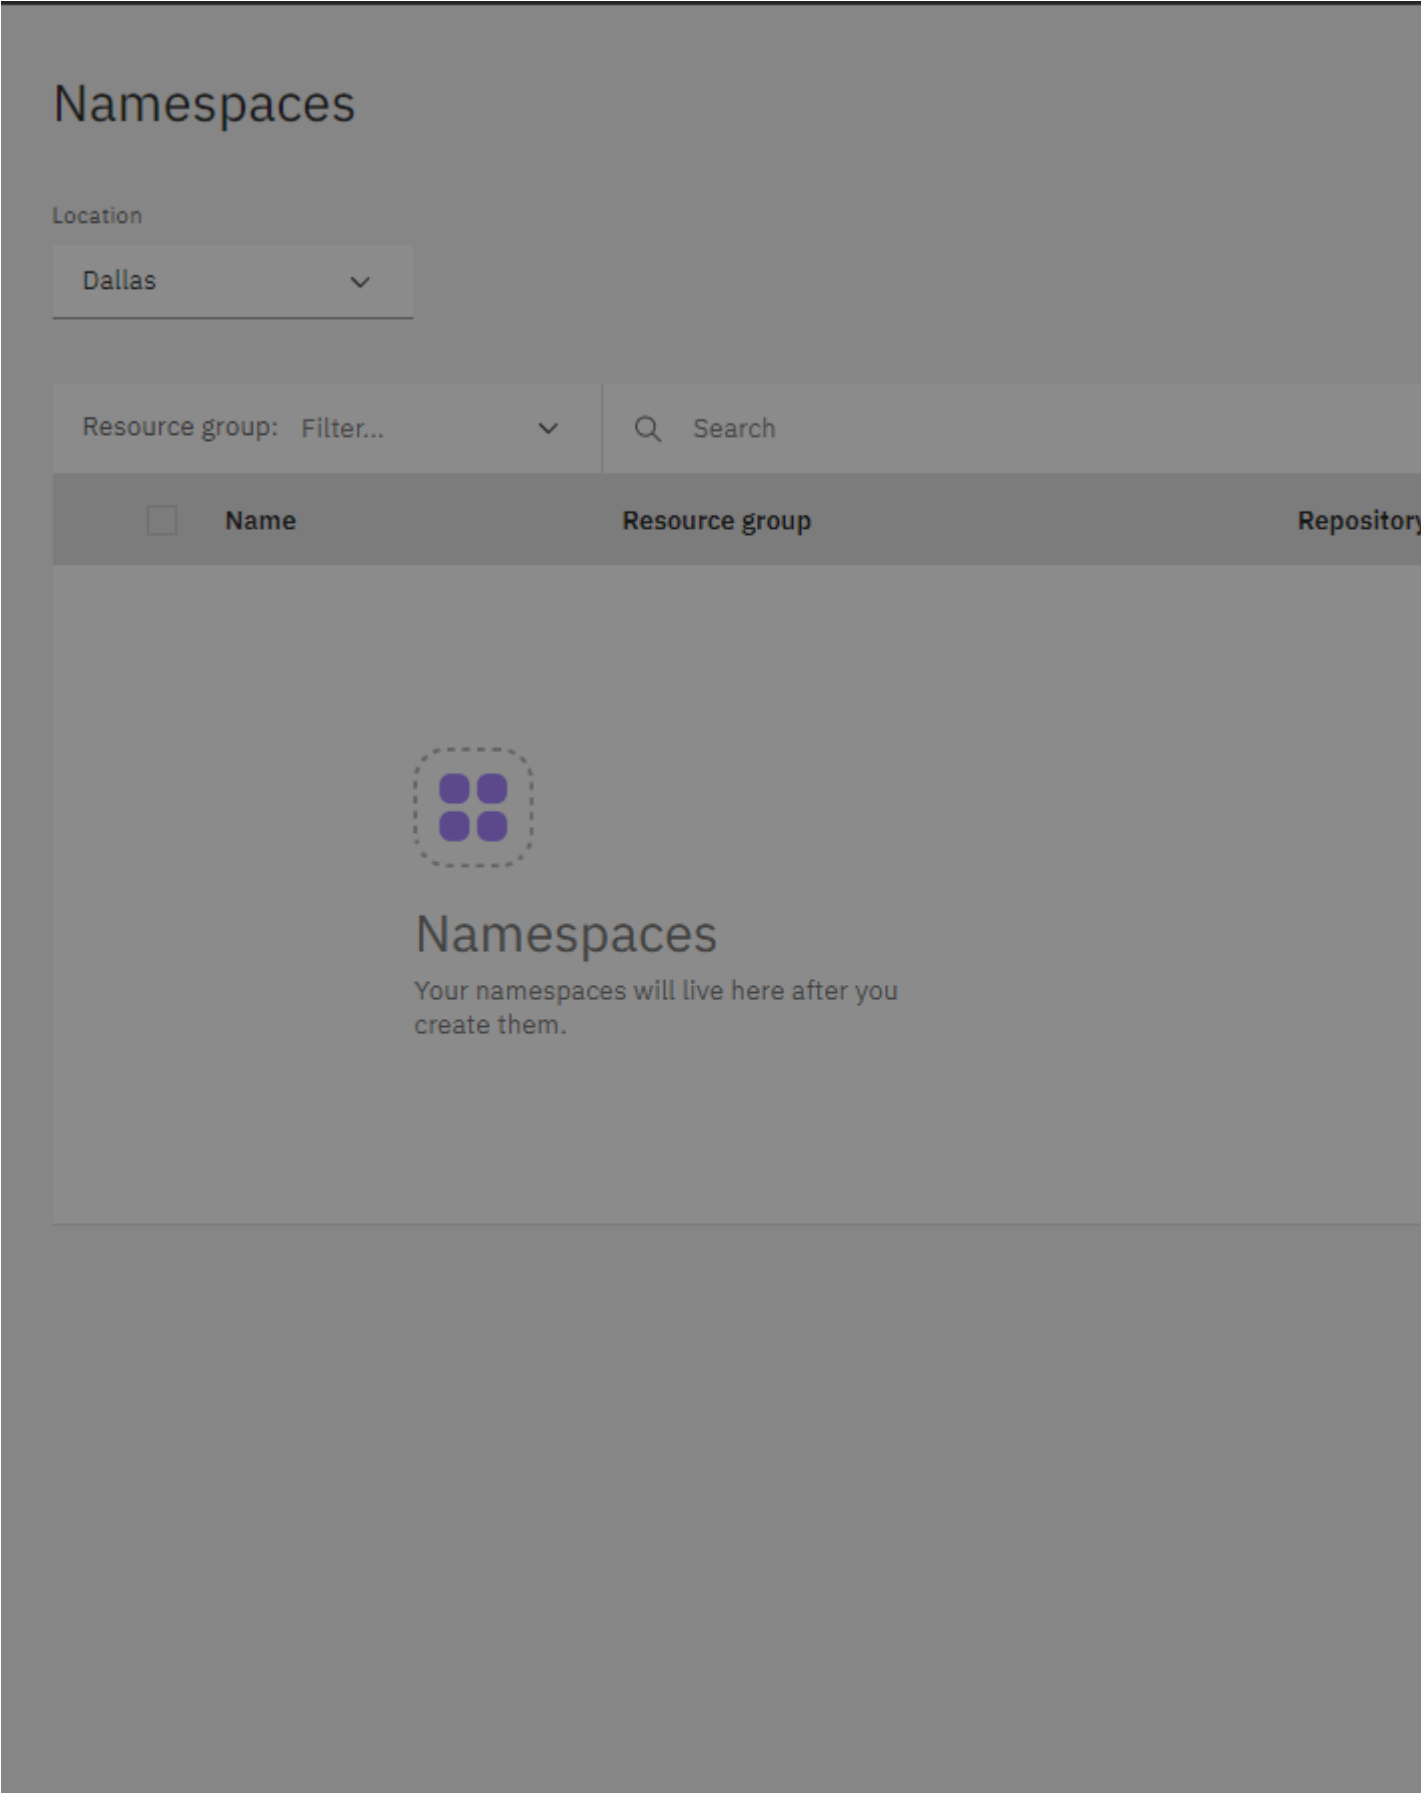 Namespaces
Location
Dallas
Resource group: Filter... Search
Name Resource group Repository
Namespaces
Your namespaces will live here after you
create them.